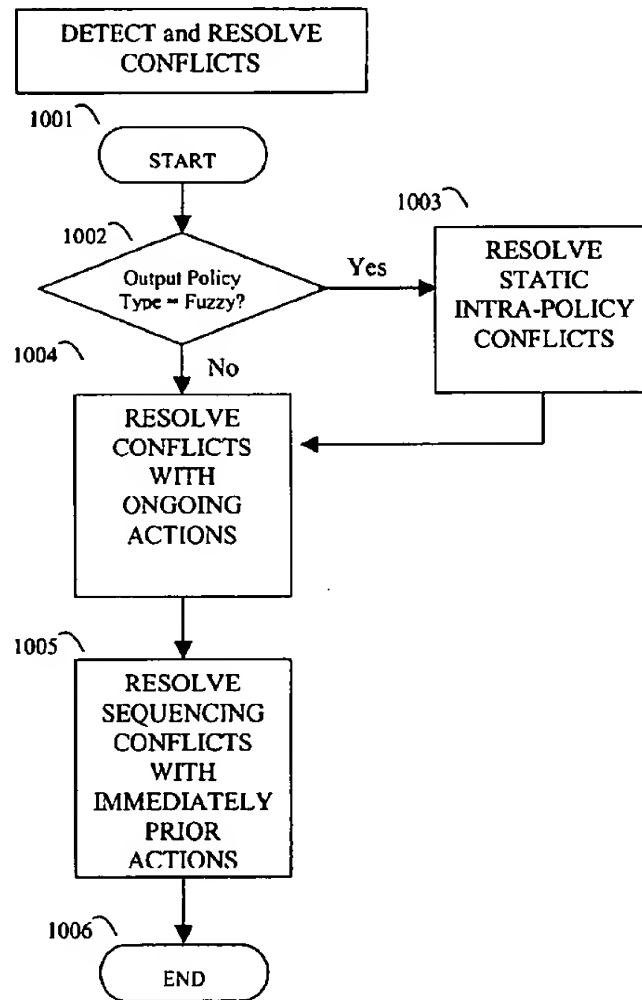 DETECT and RESOLVE
CONFLICTS
1001
START
1002
Output Policy
Type = Fuzzy?
Yes
1003
RESOLVE
STATIC
INTRA-POLICY
CONFLICTS
No
1004
RESOLVE
CONFLICTS
WITH
ONGOING
ACTIONS
1005
RESOLVE
SEQUENCING
CONFLICTS
WITH
IMMEDIATELY
PRIOR
ACTIONS
1006
END